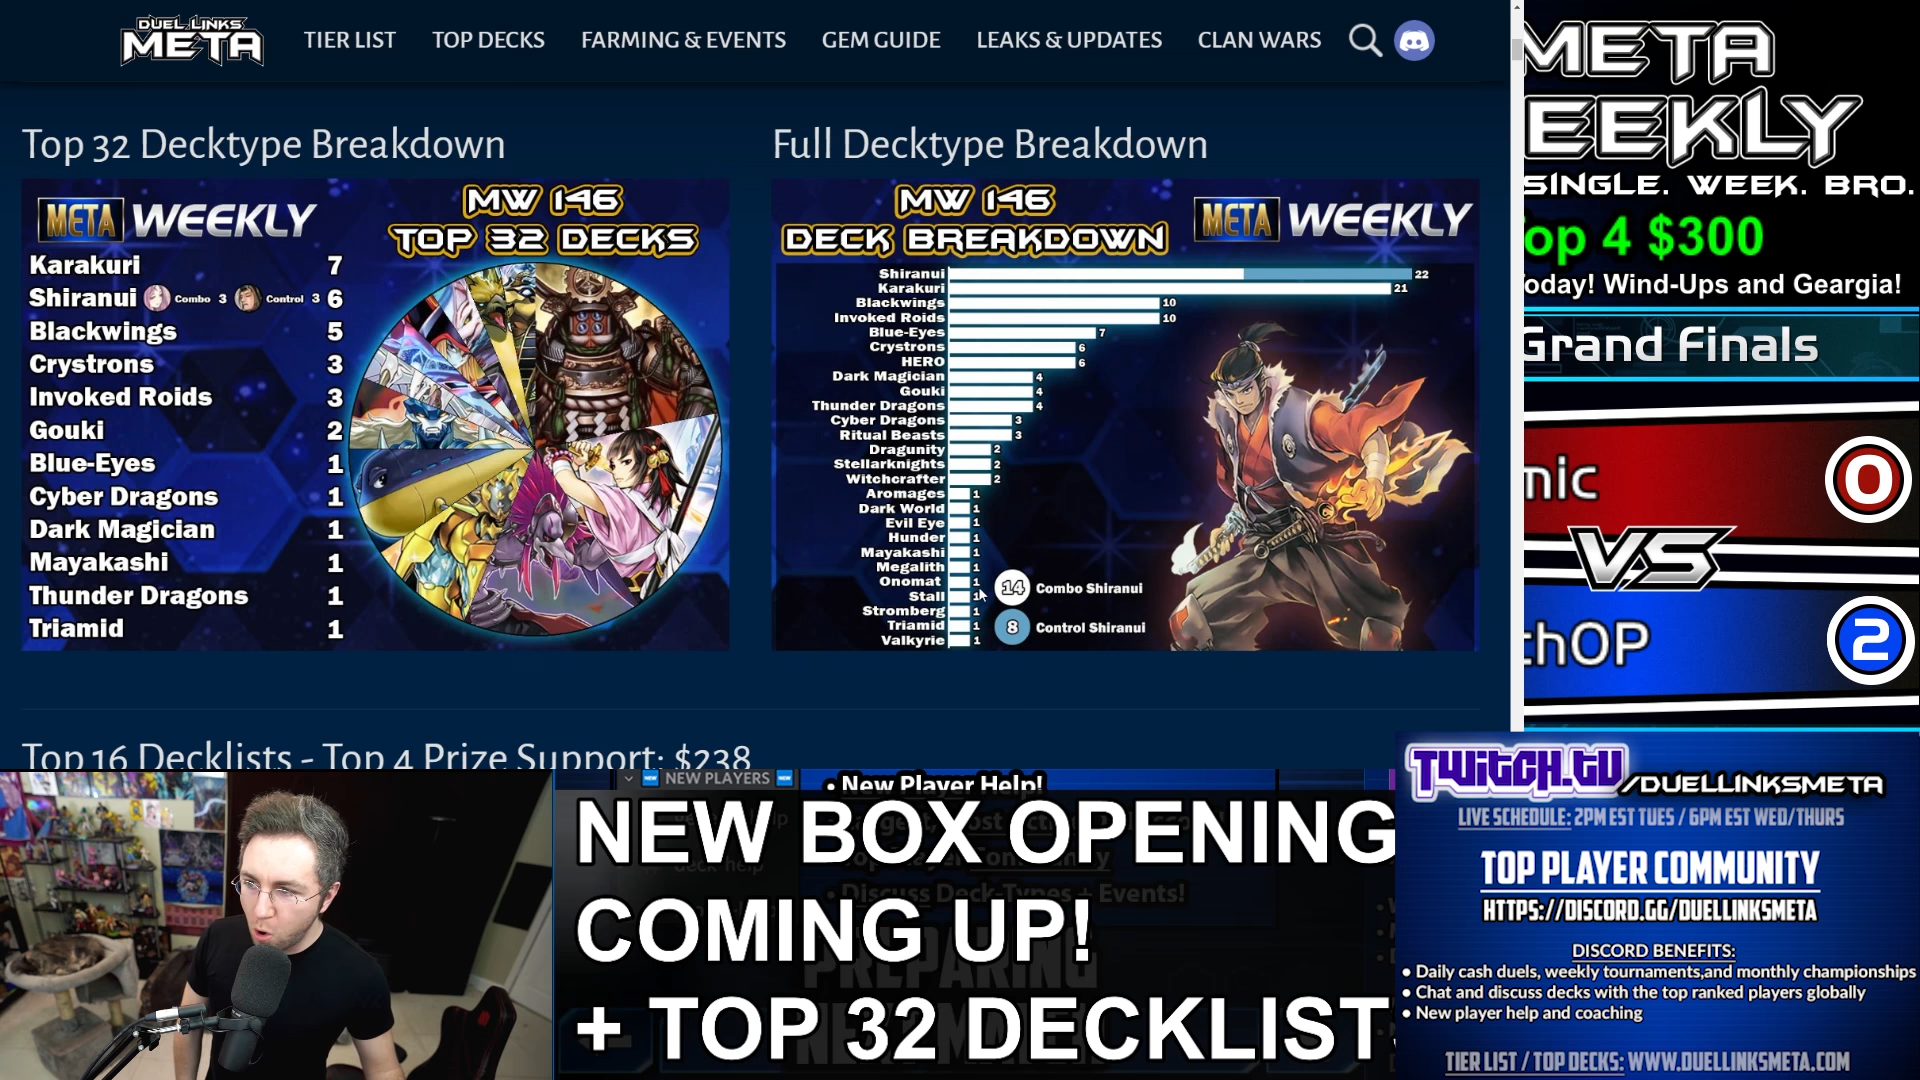 DUEL LINKS
META
TIER LIST
TOP DECKS
FARMING & EVENTS
GEM GUIDE
LEAKS & UPDATES
CLAN WARS
Top 32 Decktype Breakdown
META WEEKLY
MW 146
TOP 32 DECKS
Karakuri 7
Shiranui Combo 3 Control 3 6
Blackwings 5
Crystrons 3
Invoked Roids 3
Gouki 2
Blue-Eyes 1
Cyber Dragons 1
Dark Magician 1
Mayakashi 1
Thunder Dragons 1
Triamid 1
Full Decktype Breakdown
MW 146
DECK BREAKDOWN
META WEEKLY
Shiranui 22
Karakuri 21
Blackwings 10
Invoked Roids 10
Blue-Eyes 7
Crystrons 6
HERO 6
Dark Magician 4
Gouki 4
Thunder Dragons 4
Cyber Dragons 3
Ritual Beasts 3
Dragunity 2
Stellarknights 2
Witchcrafter 2
Aromages 1
Dark World 1
Evil Eye 1
Hunder 1
Mayakashi 1
Megalith 1
Onomat 1
Stall 1
Stromberg 1
Triamid 1
Valkyrie 1
14 Combo Shiranui
8 Control Shiranui
Top 16 Decklists - Top 4 Prize Support: $238
META
EEKLY
SINGLE. WEEK. BRO.
op 4 $300
oday! Wind-Ups and Geargia!
Grand Finals
mic 0
VS
chOP 2
NEW PLAYERS
• New Player Help!
• Discuss Deck-Types + Events!
NEW BOX OPENING
COMING UP!
+ TOP 32 DECKLIST
PREPARING
TWITCH.TV/DUELLINKSMETA
LIVE SCHEDULE: 2PM EST TUES / 6PM EST WED/THURS
TOP PLAYER COMMUNITY
HTTPS://DISCORD.GG/DUELLINKSMETA
DISCORD BENEFITS:
• Daily cash duels, weekly tournaments,and monthly championships
• Chat and discuss decks with the top ranked players globally
• New player help and coaching
TIER LIST / TOP DECKS: WWW.DUELLINKSMETA.COM